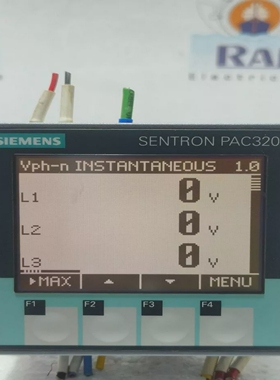 RA
Electri
SIEMENS
SENTRON PAC320
Vph-n INSTANTANEOUS 1.0
L1 0 V
L2 0 V
L3 0 V
▶MAX ▲ ▼ MENU
F1 F2 F3 F4